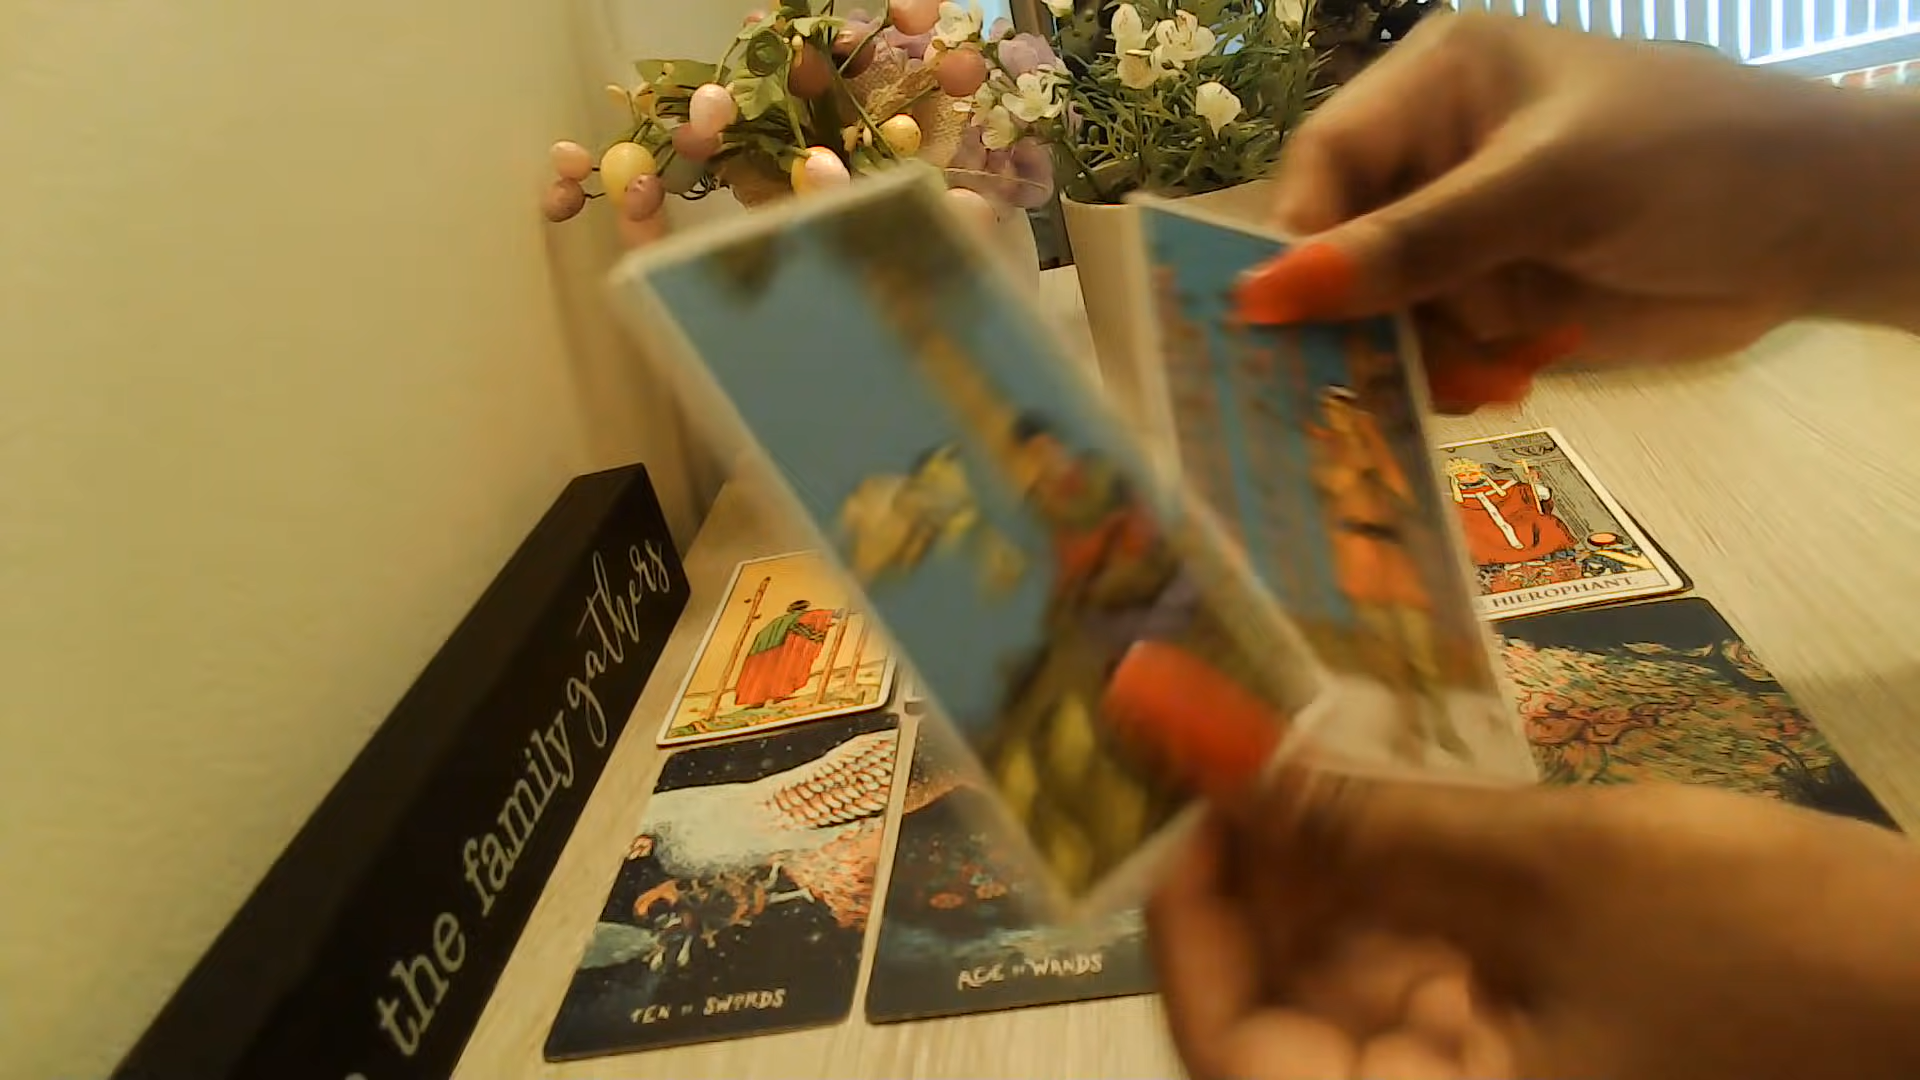 the family gathers
HIEROPHANT.
TEN OF SWORDS
ACE OF WANDS